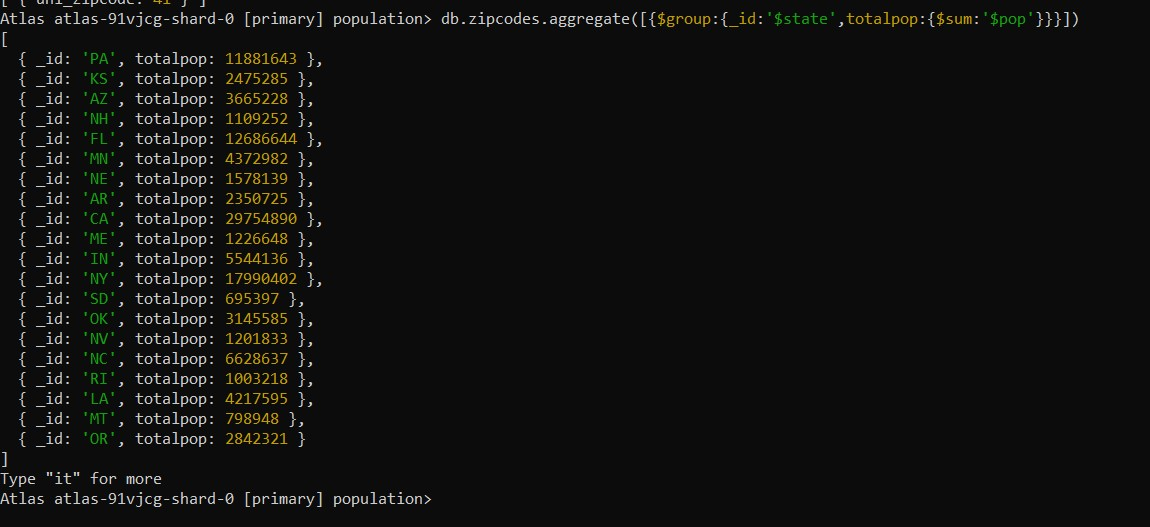 [ { uni_zipcode: 41 } ]
Atlas atlas-91vjcg-shard-0 [primary] population> db.zipcodes.aggregate([{$group:{_id:'$state',totalpop:{$sum:'$pop'}}}])
[
  { _id: 'PA', totalpop: 11881643 },
  { _id: 'KS', totalpop: 2475285 },
  { _id: 'AZ', totalpop: 3665228 },
  { _id: 'NH', totalpop: 1109252 },
  { _id: 'FL', totalpop: 12686644 },
  { _id: 'MN', totalpop: 4372982 },
  { _id: 'NE', totalpop: 1578139 },
  { _id: 'AR', totalpop: 2350725 },
  { _id: 'CA', totalpop: 29754890 },
  { _id: 'ME', totalpop: 1226648 },
  { _id: 'IN', totalpop: 5544136 },
  { _id: 'NY', totalpop: 17990402 },
  { _id: 'SD', totalpop: 695397 },
  { _id: 'OK', totalpop: 3145585 },
  { _id: 'NV', totalpop: 1201833 },
  { _id: 'NC', totalpop: 6628637 },
  { _id: 'RI', totalpop: 1003218 },
  { _id: 'LA', totalpop: 4217595 },
  { _id: 'MT', totalpop: 798948 },
  { _id: 'OR', totalpop: 2842321 }
]
Type "it" for more
Atlas atlas-91vjcg-shard-0 [primary] population>